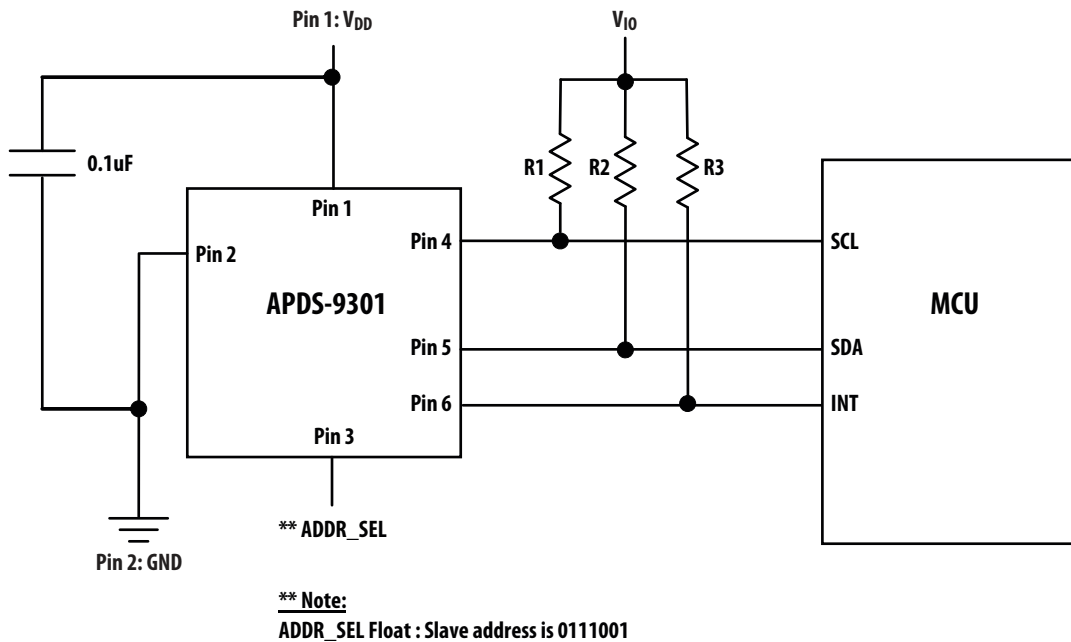 Pin 1: VDD
VI0
0.1uF
R1
R2
R3
Pin 1
Pin 2
Pin 4
SCL
APDS-9301
MCU
Pin 5
SDA
Pin 6
INT
Pin 3
** ADDR_SEL
Pin 2: GND
** Note:
ADDR_SEL Float : Slave address is 0111001